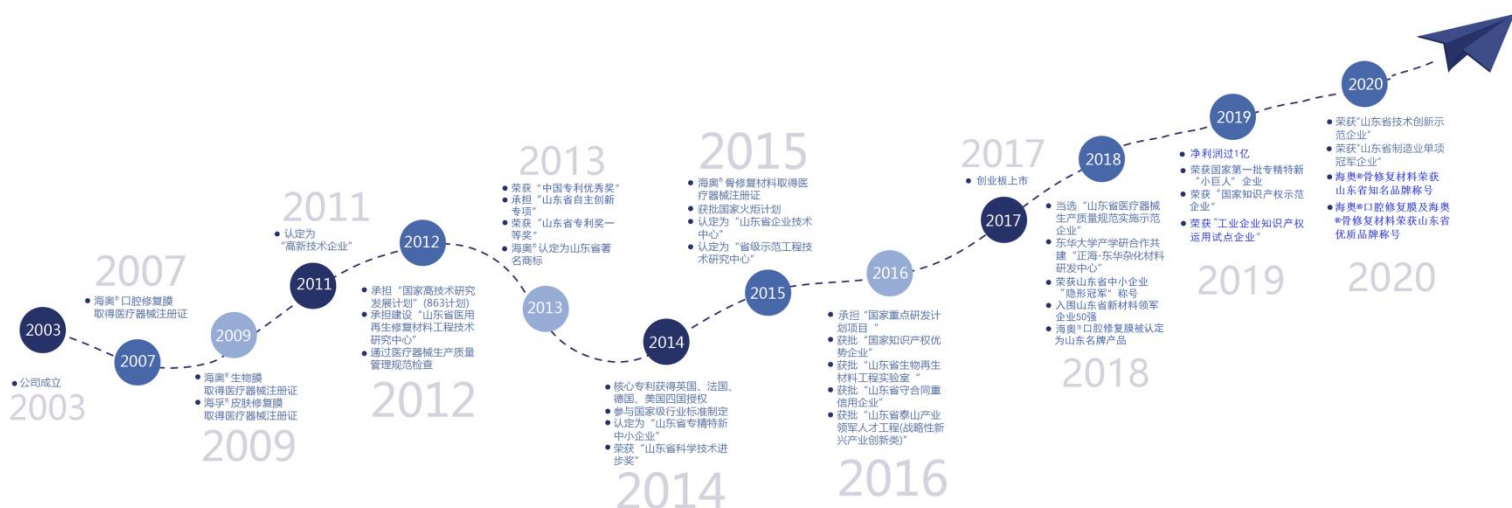 2003
● 公司成立
2003
2007
● 海奥®口腔修复膜
取得医疗器械注册证
2007
2009
● 海奥®生物膜
取得医疗器械注册证
● 海孚®皮肤修复膜
取得医疗器械注册证
2009
2011
● 认定为
“高新技术企业”
2011
2012
● 承担“国家高技术研究
发展计划”(863计划)
● 承担建设“山东省医用
再生修复材料工程技术
研究中心”
● 通过医疗器械生产质量
管理规范检查
2012
2013
● 荣获“中国专利优秀奖”
● 承担“山东省自主创新
专项”
● 荣获“山东省专利奖一
等奖”
● 海奥®认定为山东省著
名商标
2013
2014
● 核心专利获得英国、法国、
德国、美国四国授权
● 参与国家级行业标准制定
● 认定为“山东省专精特新
中小企业”
● 荣获“山东省科学技术进
步奖”
2014
2015
● 海奥®骨修复材料取得医
疗器械注册证
● 获批国家火炬计划
● 认定为“山东省企业技术
中心”
● 认定为“省级示范工程技
术研究中心”
2015
2016
● 承担“国家重点研发计
划项目”
● 获批“国家知识产权优
势企业”
● 获批“山东省生物再生
材料工程实验室”
● 获批“山东省守合同重
信用企业”
● 获批“山东省泰山产业
领军人才工程(战略性新
兴产业创新类)”
2016
2017
● 创业板上市
2017
2018
● 当选“山东省医疗器械
生产质量规范实施示范
企业”
● 东华大学产学研合作共
建“正海-东华杂化材料
研发中心”
● 荣获山东省中小企业
“隐形冠军”称号
● 入围山东省新材料领军
企业50强
● 海奥®口腔修复膜被认定
为山东名牌产品
2018
2019
● 净利润过1亿
● 荣获国家第一批专精特新
“小巨人”企业
● 荣获“国家知识产权示范
企业”
● 荣获“工业企业知识产权
运用试点企业”
2019
2020
● 荣获“山东省技术创新示
范企业”
● 荣获“山东省制造业单项
冠军企业”
● 海奥®骨修复材料荣获
山东省知名品牌称号
● 海奥®口腔修复膜及海奥
®骨修复材料荣获山东省
优质品牌称号
2020